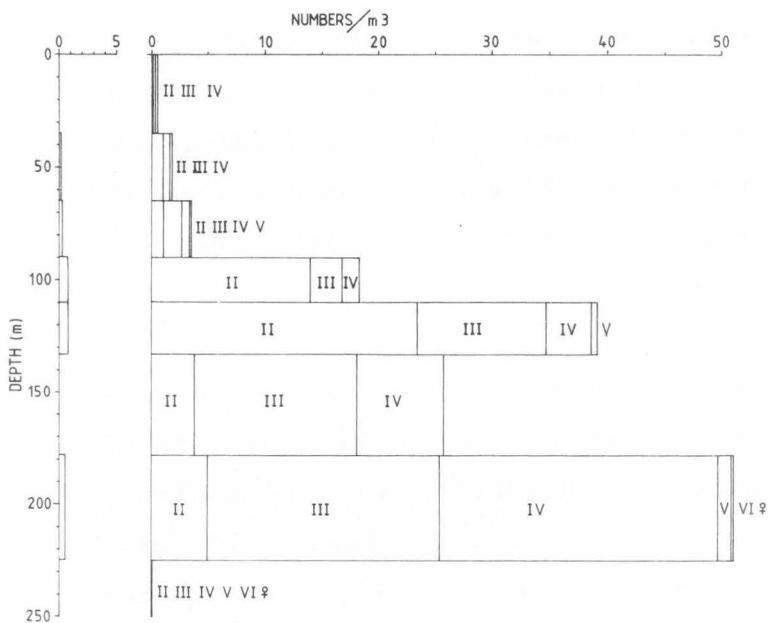 NUMBERS/m3
0 5 0 10 20 30 40 50
0
II III IV
50
II III IV
II III IV V
100
II III IV
II III IV V
150
II III IV
200
II III IV V VI ♀
II III IV V VI ♀
250
DEPTH (m)